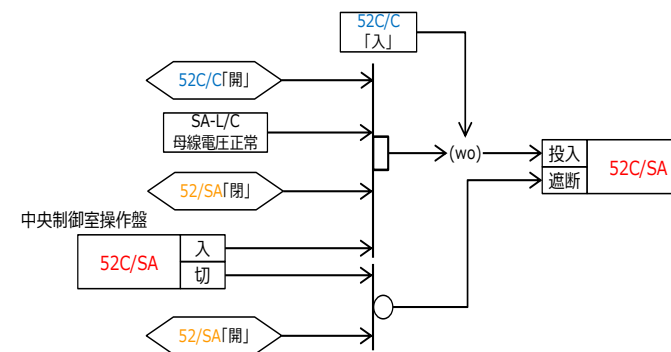 52C/C
「入」
52C/C「開」
SA-L/C
母線電圧正常
(wo)
投入
遮断
52C/SA
52/SA「閉」
中央制御室操作盤
52C/SA
入
切
52/SA「開」